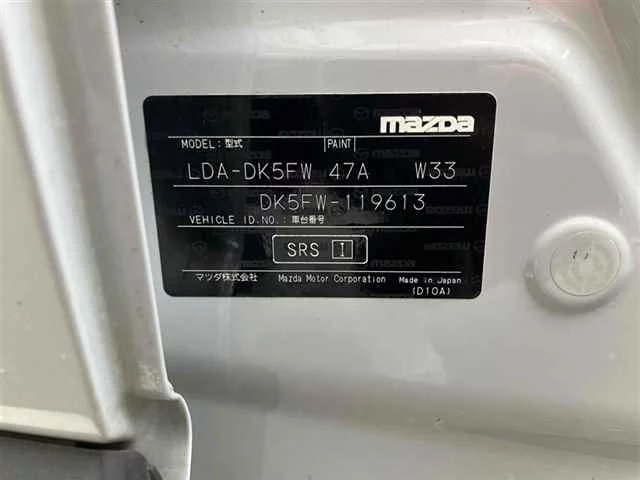 mazda
MODEL:型式 PAINT
LDA-DK5FW 47A W33
DK5FW-119613
VEHICLE ID.NO.:車台番号
SRS I
マツダ株式会社 Mazda Motor Corporation Made in Japan
(D10A)